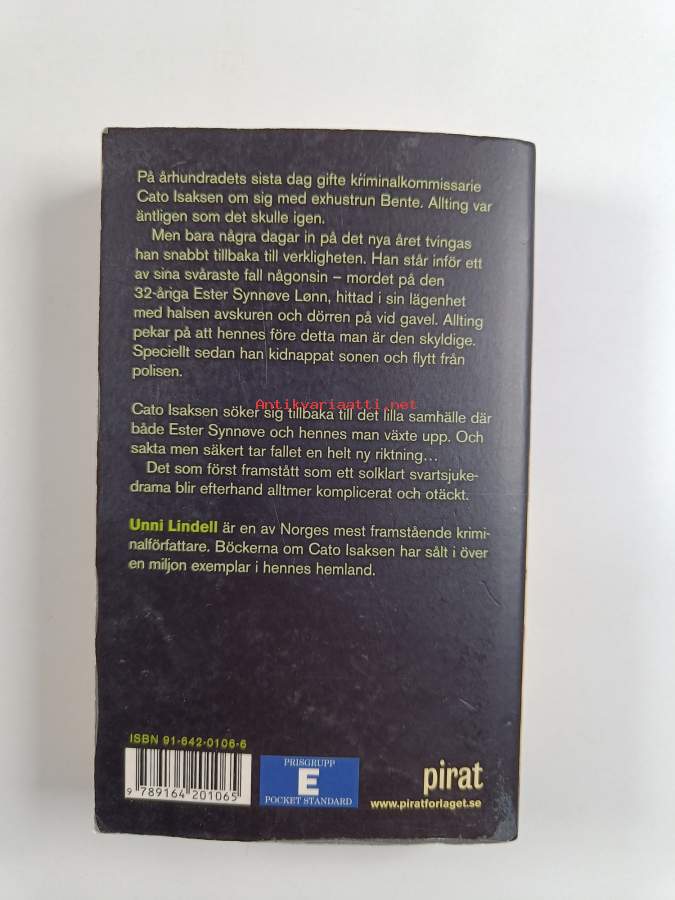 På århundradets sista dag gifte kriminalkommissarie
Cato Isaksen om sig med exhustrun Bente. Allting var
äntligen som det skulle igen.
Men bara några dagar in på det nya året tvingas
han snabbt tillbaka till verkligheten. Han står inför ett
av sina svåraste fall någonsin – mordet på den
32-åriga Ester Synnøve Lønn, hittad i sin lägenhet
med halsen avskuren och dörren på vid gavel. Allting
pekar på att hennes före detta man är den skyldige.
Speciellt sedan han kidnappat sonen och flytt från
polisen.
Antikvariaatti.net
Cato Isaksen söker sig tillbaka till det lilla samhälle där
både Ester Synnøve och hennes man växte upp. Och
sakta men säkert tar fallet en helt ny riktning...
Det som först framstått som ett solklart svartsjuke-
drama blir efterhand alltmer komplicerat och otäckt.
Unni Lindell är en av Norges mest framstående krimi-
nalförfattare. Böckerna om Cato Isaksen har sålt i över
en miljon exemplar i hennes hemland.
ISBN 91-642-0106-6
9 789164 201065
PRISGRUPP
E
POCKET STANDARD
pirat
www.piratforlaget.se